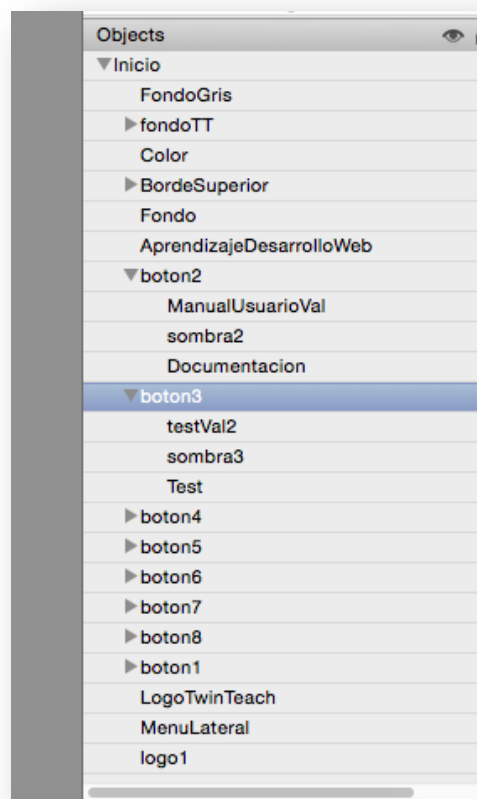 Objects
Inicio
FondoGris
fondoTT
Color
BordeSuperior
Fondo
AprendizajeDesarrolloWeb
boton2
ManualUsuarioVal
sombra2
Documentacion
boton3
testVal2
sombra3
Test
boton4
boton5
boton6
boton7
boton8
boton1
LogoTwinTeach
MenuLateral
logo1